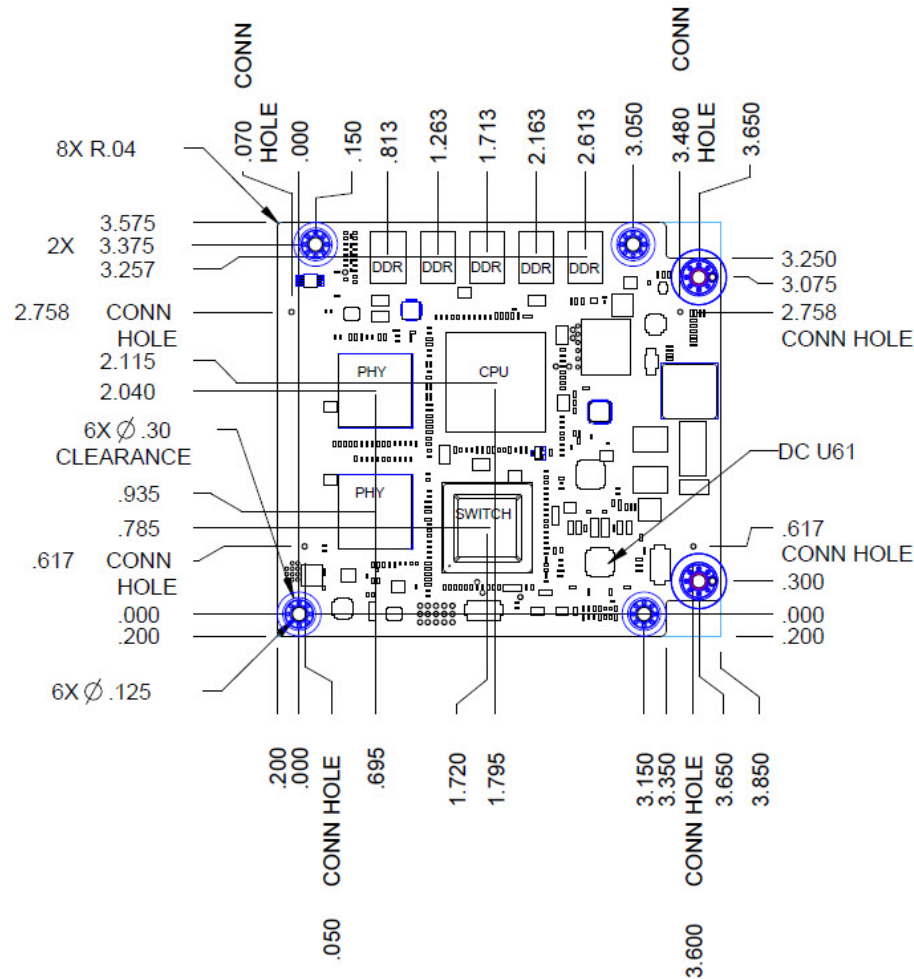 CONN
.070 HOLE
.000
.150
.813
1.263
1.713
2.163
2.613
3.050
CONN
3.480 HOLE
3.650
8X R.04
3.575
2X 3.375
3.257
2.758 CONN
HOLE
2.115
2.040
6X Ø .30
CLEARANCE
.935
.785
.617 CONN
HOLE
.000
.200
6X Ø .125
DDR
DDR
DDR
DDR
DDR
PHY
CPU
PHY
SWITCH
3.250
3.075
2.758
CONN HOLE
DC U61
.617
CONN HOLE
.300
.000
.200
.200
.000
.050 CONN HOLE
.695
1.720
1.795
3.150
3.350
3.600 CONN HOLE
3.650
3.850